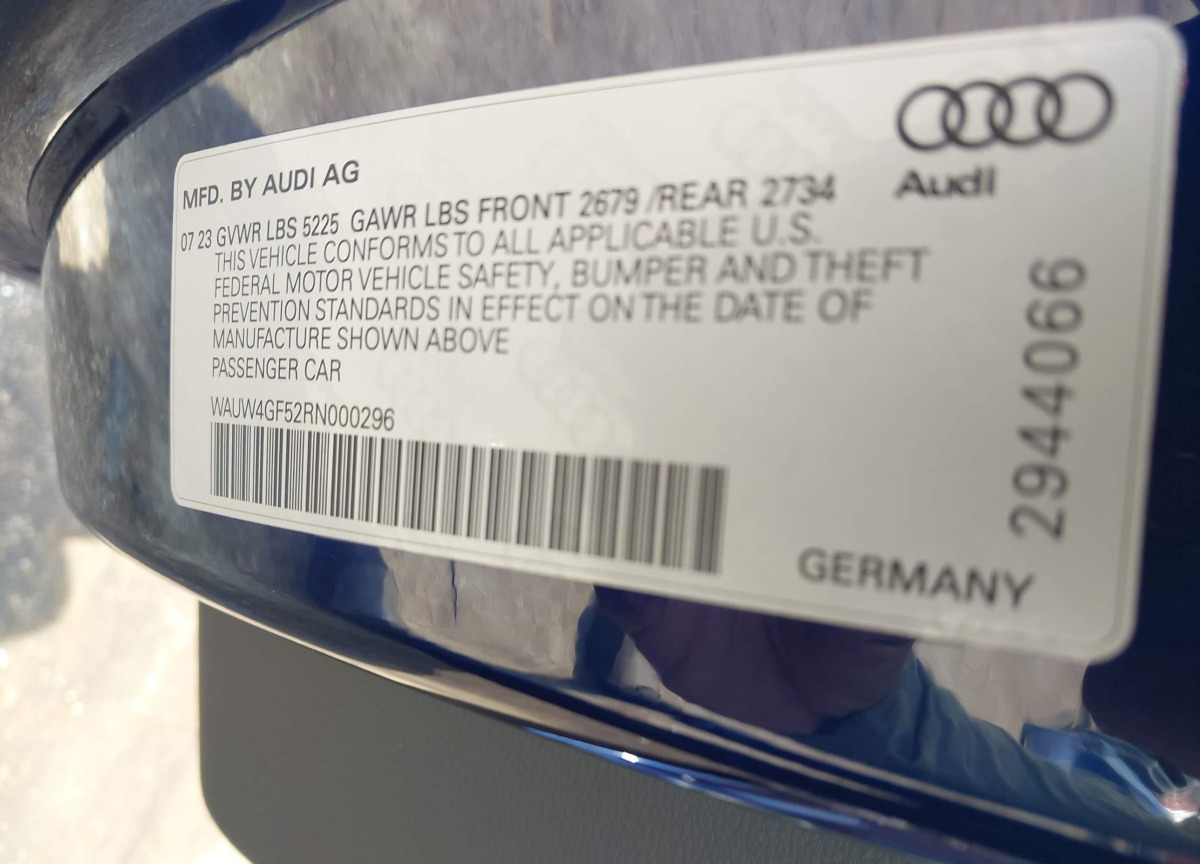 Audi
MFD. BY AUDI AG
07 23 GVWR LBS 5225 GAWR LBS FRONT 2679 /REAR 2734
THIS VEHICLE CONFORMS TO ALL APPLICABLE U.S.
FEDERAL MOTOR VEHICLE SAFETY, BUMPER AND THEFT
PREVENTION STANDARDS IN EFFECT ON THE DATE OF
MANUFACTURE SHOWN ABOVE
PASSENGER CAR
WAUW4GF52RN000296
GERMANY
2944066